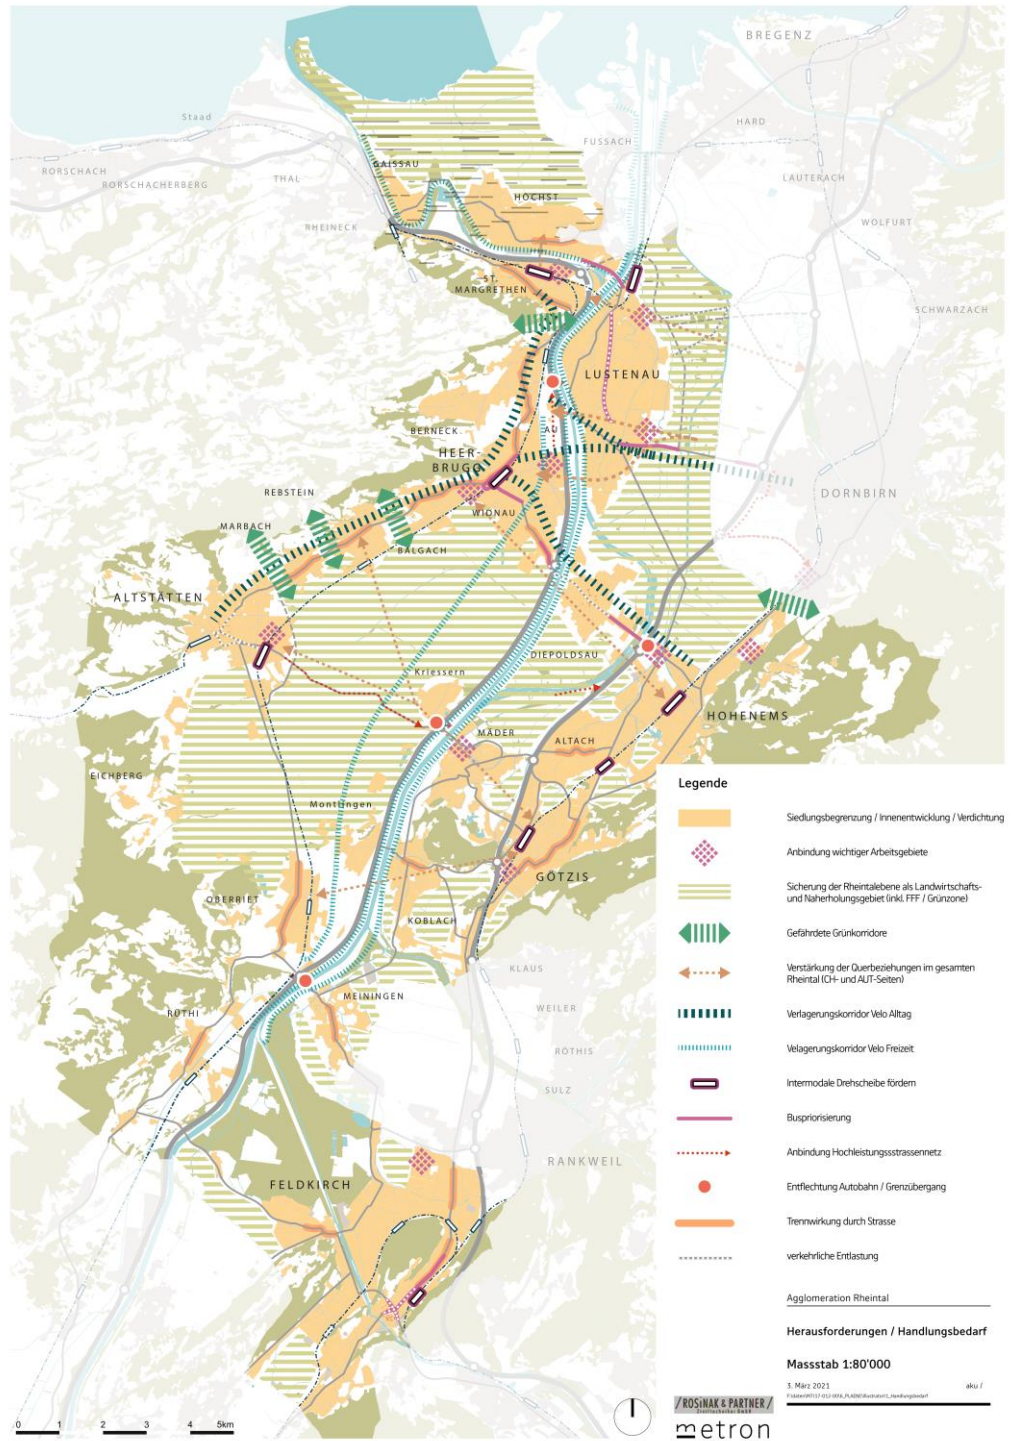 BREGENZ
Staad
HARD
FUSSACH
RORSCHACH
RORSCHACHERBERG
THAL
GAISSAU
LAUTERACH
HÖCHST
RHEINECK
WOLFURT
ST.
MARGRETHEN
SCHWARZACH
LUSTENAU
BERNECK
AU
HEER-
BRUGG
REBSTEIN
DORNBIRN
WIDNAU
MARBACH
BALGACH
ALTSTÄTTEN
DIEPOLDSAU
Kriessern
HOHENEMS
MÄDER
ALTACH
EICHBERG
Montlingen
GÖTZIS
OBERRIET
KOBLACH
KLAUS
MEININGEN
WEILER
RÜTHI
RÖTHIS
SULZ
RANKWEIL
FELDKIRCH
Legende
Siedlungsbegrenzung / Innenentwicklung / Verdichtung
Anbindung wichtiger Arbeitsgebiete
Sicherung der Rheintalebene als Landwirtschafts-
und Naherholungsgebiet (inkl. FFF / Grünzone)
Gefährdete Grünkorridore
Verstärkung der Querbeziehungen im gesamten
Rheintal (CH- und AUT-Seiten)
Verlagerungskorridor Velo Alltag
Velagerungskorridor Velo Freizeit
Intermodale Drehscheibe fördern
Buspriorisierung
Anbindung Hochleistungsstrassennetz
Entflechtung Autobahn / Grenzübergang
Trennwirkung durch Strasse
verkehrliche Entlastung
Agglomeration Rheintal
Herausforderungen / Handlungsbedarf
Massstab 1:80'000
3. März 2021 aku /
/ ROSINAK & PARTNER /
metron
0 1 2 3 4 5km